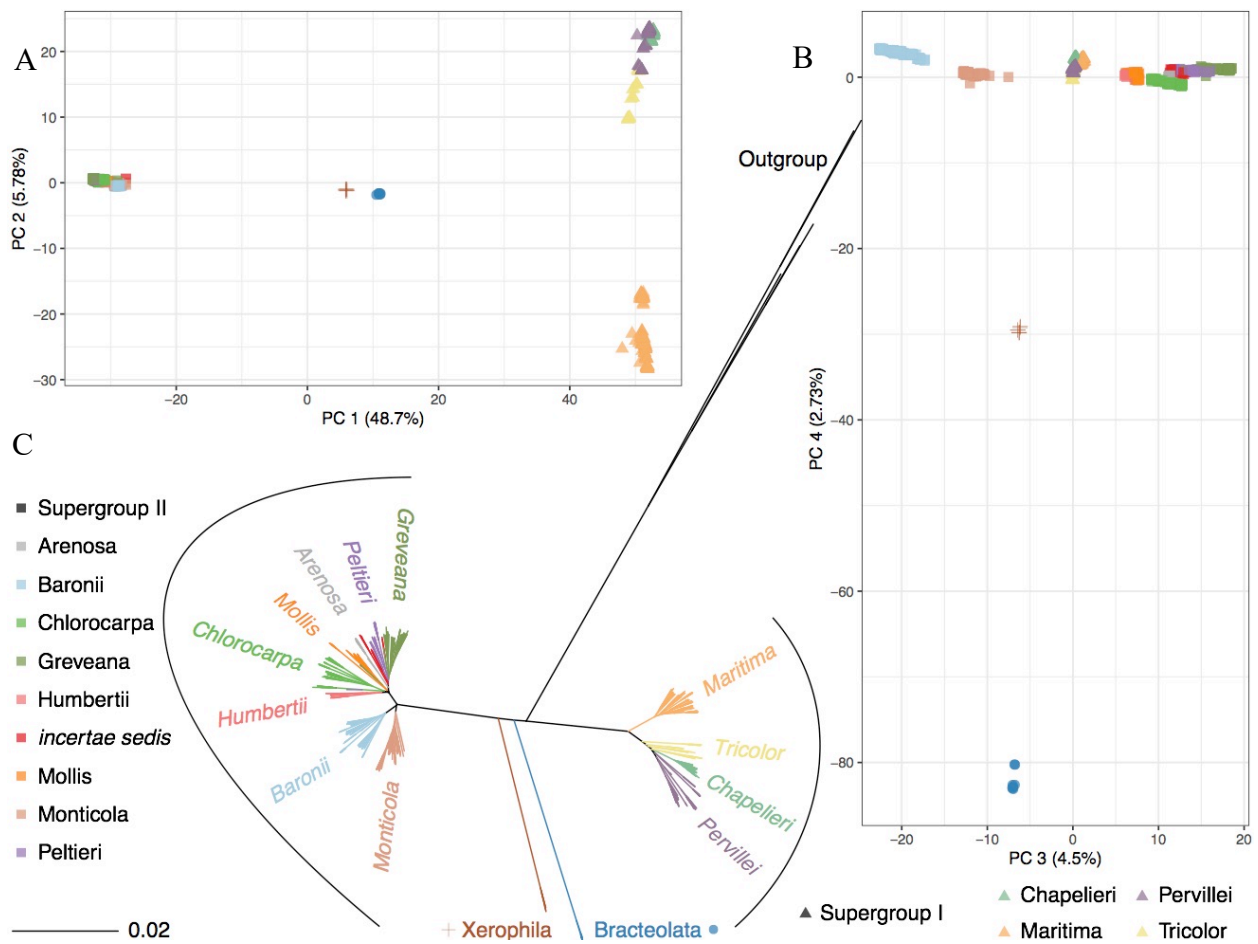 A
20
10
0
−10
−20
−30
PC 2 (5.78%)
−20
0
20
40
PC 1 (48.7%)
B
0
−20
−40
−60
−80
PC 4 (2.73%)
−20
−10
0
10
20
PC 3 (4.5%)
Outgroup
C
Supergroup II
Arenosa
Baronii
Chlorocarpa
Greveana
Humbertii
incertae sedis
Mollis
Monticola
Peltieri
0.02
Greveana
Peltieri
Arenosa
Mollis
Chlorocarpa
Humbertii
Baronii
Monticola
Xerophila
Bracteolata
Maritima
Tricolor
Chapelieri
Pervillei
Supergroup I
Chapelieri
Pervillei
Maritima
Tricolor